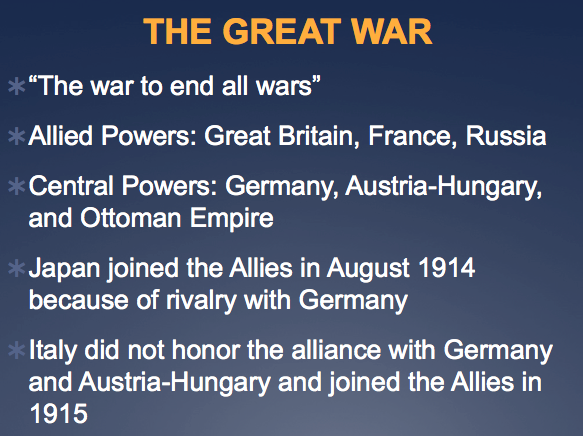 THE GREAT WAR
“The war to end all wars”
Allied Powers: Great Britain, France, Russia
Central Powers: Germany, Austria-Hungary,
and Ottoman Empire
Japan joined the Allies in August 1914
because of rivalry with Germany
Italy did not honor the alliance with Germany
and Austria-Hungary and joined the Allies in
1915